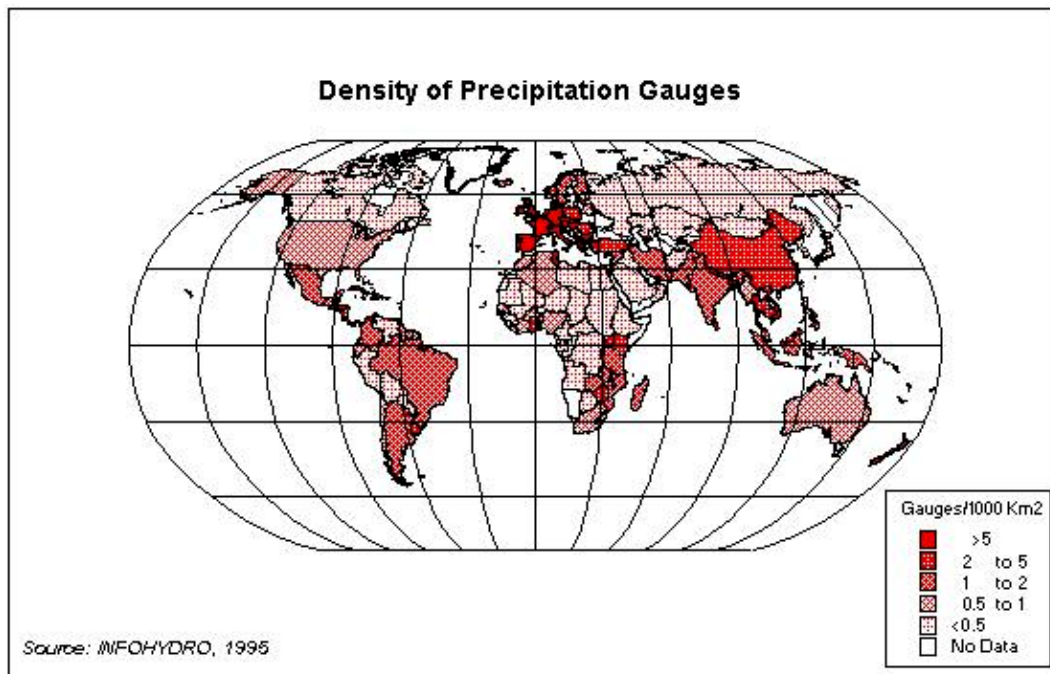 Density of Precipitation Gauges
Gauges/1000 Km2
>5
2 to 5
1 to 2
0.5 to 1
<0.5
No Data
Source: INFOHYDRO, 1995